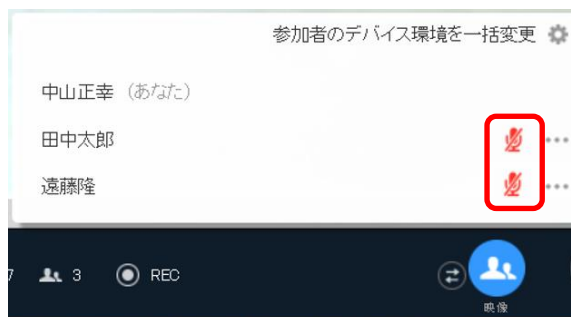 参加者のデバイス環境を一括変更
中山正幸 (あなた)
田中太郎
遠藤隆
7 3 REC
映像